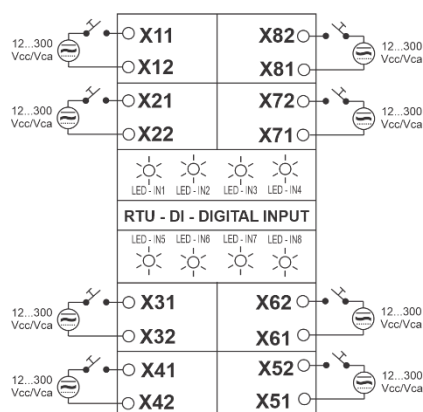 12...300 Vcc/Vca X11 X82 12...300 Vcc/Vca
X12 X81
12...300 Vcc/Vca X21 X72 12...300 Vcc/Vca
X22 X71
LED - IN1 LED - IN2 LED - IN3 LED - IN4
RTU - DI - DIGITAL INPUT
LED - IN5 LED - IN6 LED - IN7 LED - IN8
12...300 Vcc/Vca X31 X62 12...300 Vcc/Vca
X32 X61
12...300 Vcc/Vca X41 X52 12...300 Vcc/Vca
X42 X51